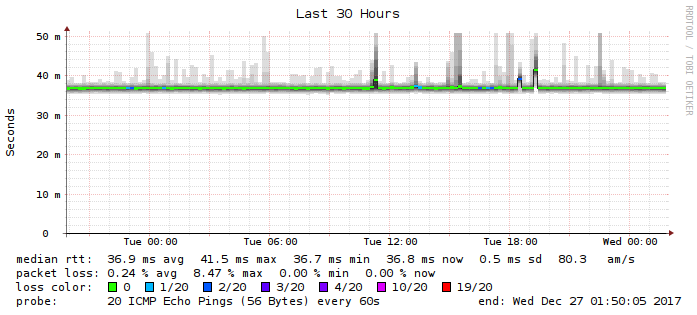 Last 30 Hours
RRDTOOL / TOBI OETIKER
Seconds
50 m
40 m
30 m
20 m
10 m
0
Tue 00:00 Tue 06:00 Tue 12:00 Tue 18:00 Wed 00:00
median rtt: 36.9 ms avg 41.5 ms max 36.7 ms min 36.8 ms now 0.5 ms sd 80.3 am/s
packet loss: 0.24 % avg 8.47 % max 0.00 % min 0.00 % now
loss color: 0 1/20 2/20 3/20 4/20 10/20 19/20
probe: 20 ICMP Echo Pings (56 Bytes) every 60s end: Wed Dec 27 01:50:05 2017